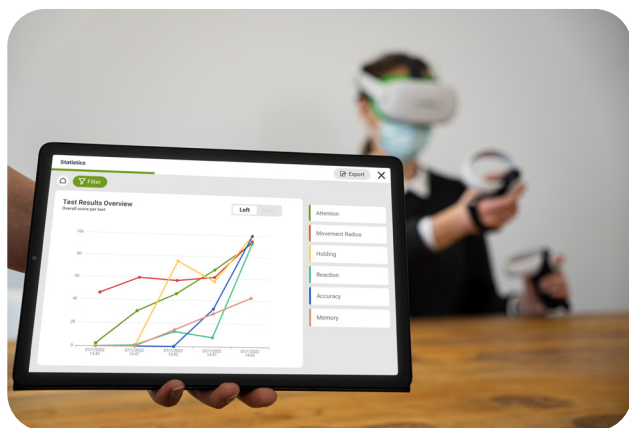 Statistics
Export
Filter
Test Results Overview
Overall score per test
Left
100
80
60
40
20
0
Attention
Movement Radius
Holding
Reaction
Accuracy
Memory